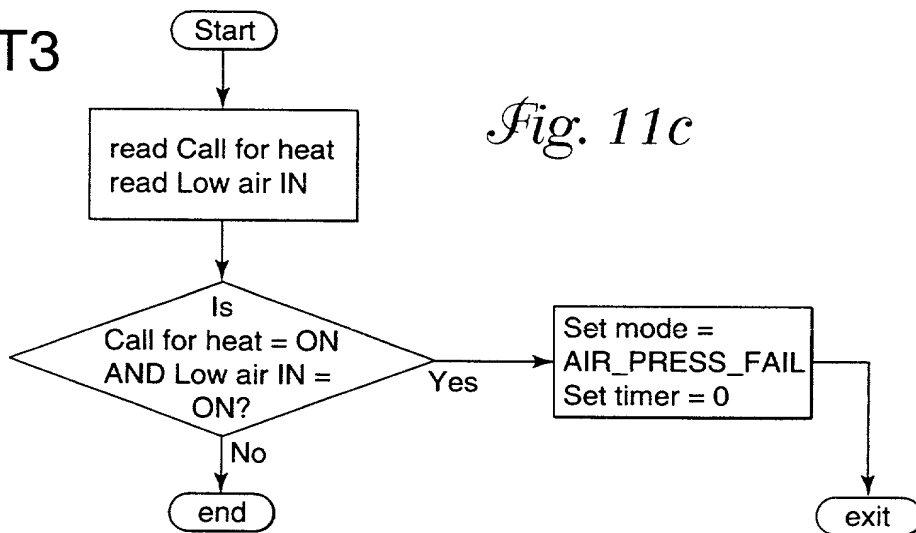 T3
Start
Fig. 11c
read Call for heat
read Low air IN
Is
Call for heat = ON
AND Low air IN =
ON?
Yes
Set mode =
AIR_PRESS_FAIL
Set timer = 0
No
end
exit